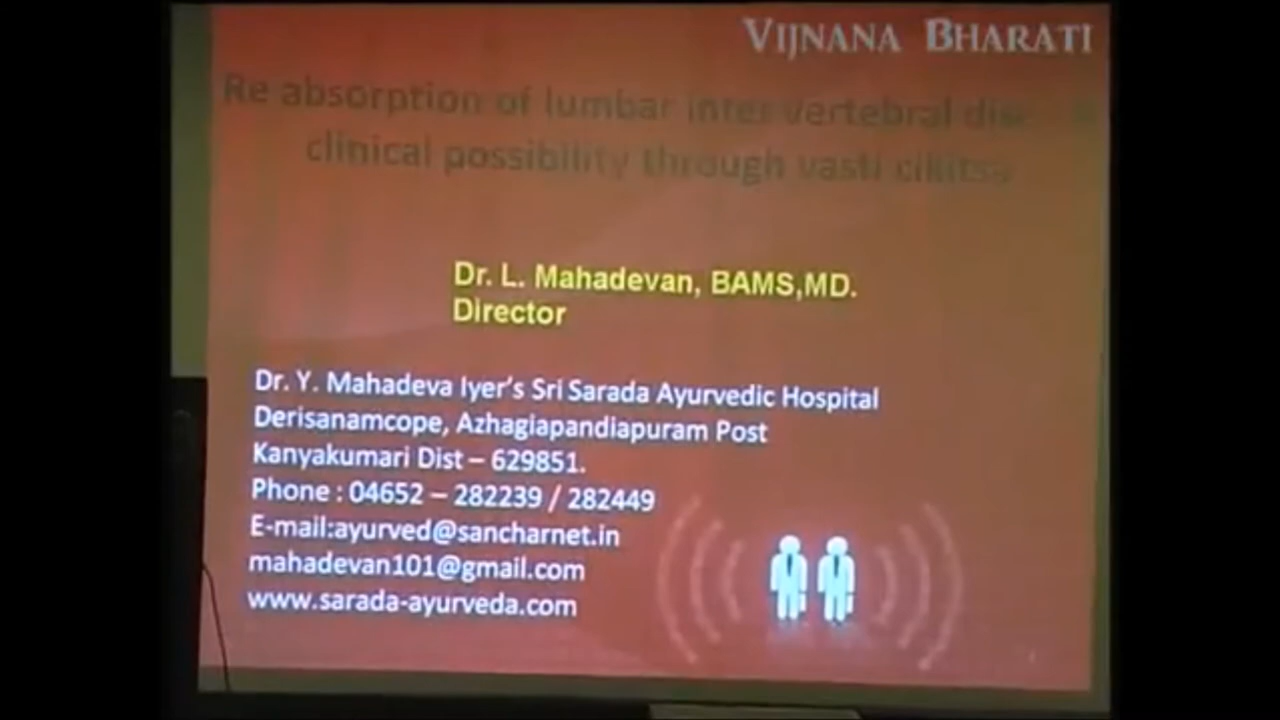 VIJNANA BHARATI
Re absorption of lumbar inter vertebral
clinical possibility through vasti cikitsa
Dr. L. Mahadevan, BAMS,MD.
Director
Dr. Y. Mahadeva Iyer's Sri Sarada Ayurvedic Hospital
Derisanamcope, Azhagiapandiapuram Post
Kanyakumari Dist – 629851.
Phone : 04652 – 282239 / 282449
E-mail:ayurved@sancharnet.in
mahadevan101@gmail.com
www.sarada-ayurveda.com